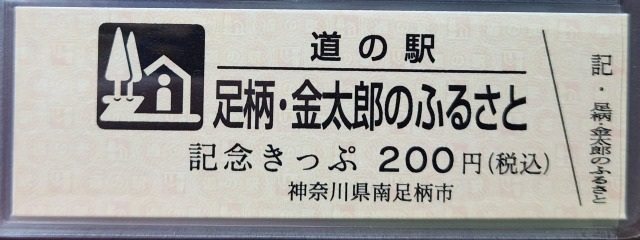 道の駅
足柄・金太郎のふるさと
記念きっぷ 200円(税込)
神奈川県南足柄市
記・足柄・金太郎のふるさと